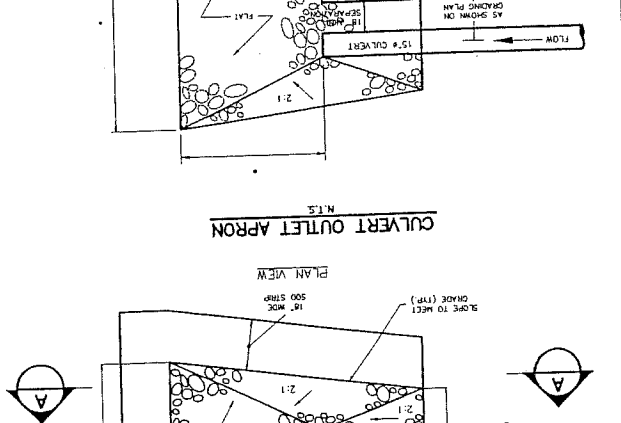 A
2:1
2:1
A
SLOPE TO MEET
GRADE (TYP.)
18" WIDE
SOD STRIP
PLAN VIEW
CULVERT OUTLET APRON
N.T.S.
2:1
FLOW
15"ø CULVERT
AS SHOWN ON
GRADING PLAN
18
SEPARATION
FLAT